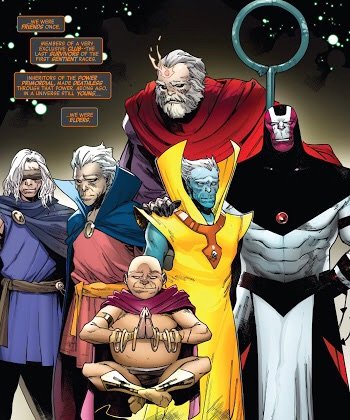 ...WE WERE
FRIENDS ONCE.
MEMBERS OF A VERY
EXCLUSIVE CLUB--THE
LAST SURVIVORS OF THE
FIRST SENTIENT RACES.
INHERITORS OF THE POWER
PRIMORDIAL, MADE DEATHLESS
THROUGH THAT POWER, AEONS AGO,
IN A UNIVERSE STILL YOUNG...
...WE WERE
ELDERS.